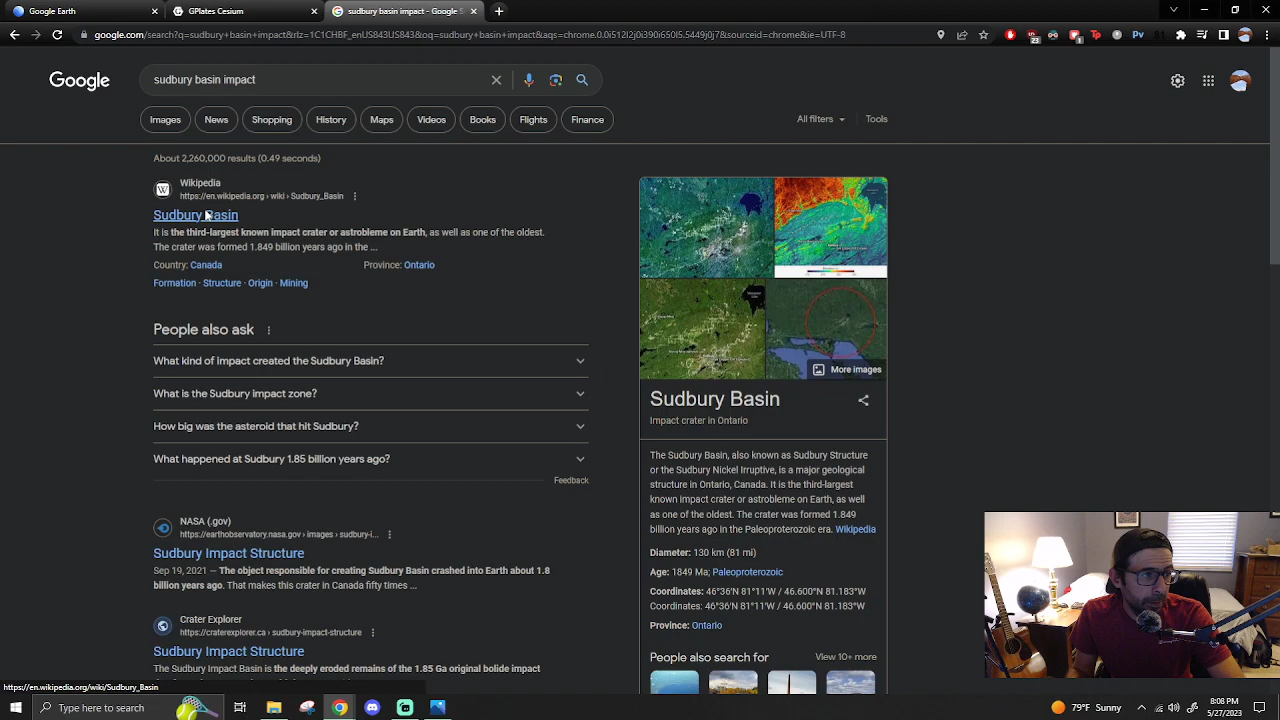 Google Earth
GPlates Cesium
sudbury basin impact - Google S
google.com/search?q=sudbury+basin+impact&rlz=1C1CHBF_enUS843US843&oq=sudbury+basin+impact&aqs=chrome.0.0i512l2j0i390i650l5.5449j0j7&sourceid=chrome&ie=UTF-8
Google
sudbury basin impact
Images
News
Shopping
History
Maps
Videos
Books
Flights
Finance
All filters
Tools
About 2,260,000 results (0.49 seconds)
Wikipedia
https://en.wikipedia.org › wiki › Sudbury_Basin
Sudbury Basin
It is the third-largest known impact crater or astrobleme on Earth, as well as one of the oldest.
The crater was formed 1.849 billion years ago in the ...
Country: Canada
Province: Ontario
Formation · Structure · Origin · Mining
People also ask
What kind of impact created the Sudbury Basin?
What is the Sudbury impact zone?
How big was the asteroid that hit Sudbury?
What happened at Sudbury 1.85 billion years ago?
Feedback
NASA (.gov)
https://earthobservatory.nasa.gov › images › sudbury-i...
Sudbury Impact Structure
Sep 19, 2021 — The object responsible for creating Sudbury Basin crashed into Earth about 1.8
billion years ago. That makes this crater in Canada fifty times ...
Crater Explorer
https://craterexplorer.ca › sudbury-impact-structure
Sudbury Impact Structure
The Sudbury Impact Basin is the deeply eroded remains of the 1.85 Ga original bolide impact
More images
Sudbury Basin
Impact crater in Ontario
The Sudbury Basin, also known as Sudbury Structure
or the Sudbury Nickel Irruptive, is a major geological
structure in Ontario, Canada. It is the third-largest
known impact crater or astrobleme on Earth, as well
as one of the oldest. The crater was formed 1.849
billion years ago in the Paleoproterozoic era. Wikipedia
Diameter: 130 km (81 mi)
Age: 1849 Ma; Paleoproterozoic
Coordinates: 46°36′N 81°11′W / 46.600°N 81.183°W
Coordinates: 46°36′N 81°11′W / 46.600°N 81.183°W
Province: Ontario
People also search for
View 10+ more
https://en.wikipedia.org/wiki/Sudbury_Basin
Type here to search
79°F Sunny
8:08 PM
5/27/2023